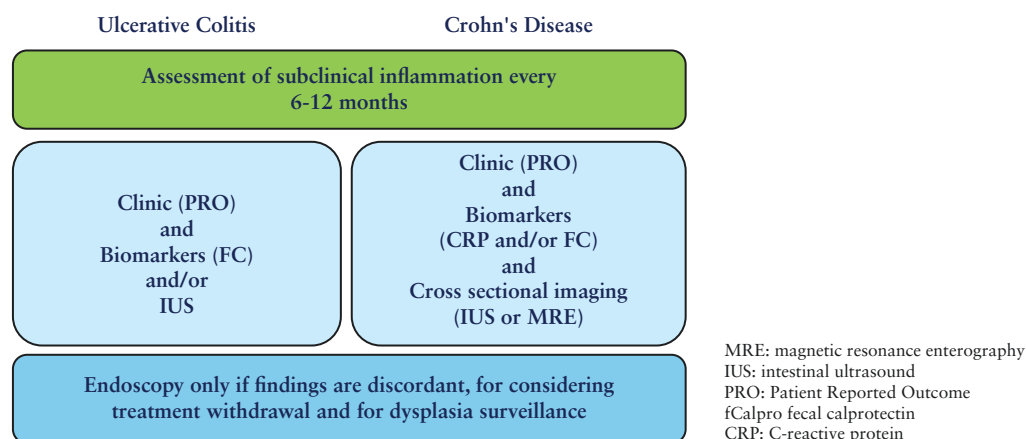 Ulcerative Colitis
Crohn's Disease
Assessment of subclinical inflammation every
6-12 months
Clinic (PRO)
and
Biomarkers (FC)
and/or
IUS
Clinic (PRO)
and
Biomarkers
(CRP and/or FC)
and
Cross sectional imaging
(IUS or MRE)
Endoscopy only if findings are discordant, for considering
treatment withdrawal and for dysplasia surveillance
MRE: magnetic resonance enterography
IUS: intestinal ultrasound
PRO: Patient Reported Outcome
fCalpro fecal calprotectin
CRP: C-reactive protein